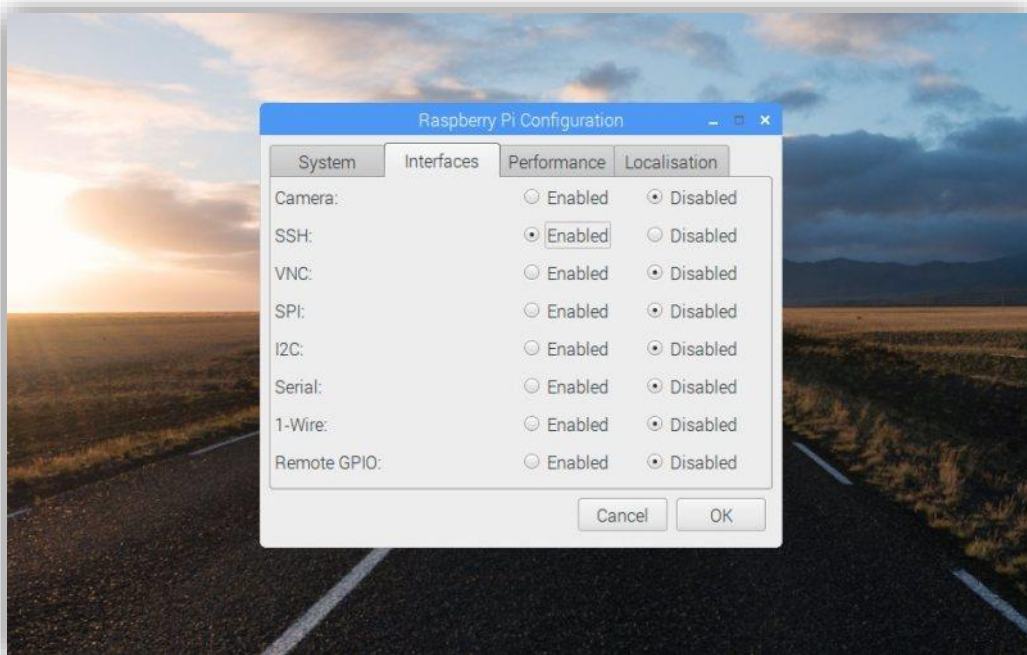 Raspberry Pi Configuration
System Interfaces Performance Localisation
Camera: Enabled Disabled
SSH: Enabled Disabled
VNC: Enabled Disabled
SPI: Enabled Disabled
I2C: Enabled Disabled
Serial: Enabled Disabled
1-Wire: Enabled Disabled
Remote GPIO: Enabled Disabled
Cancel OK